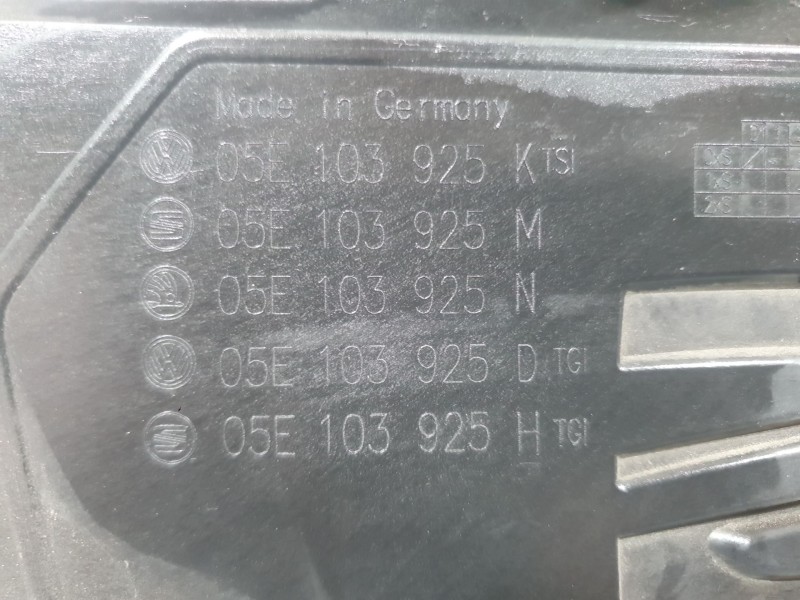 Made in Germany
05E 103 925 K TSI
05E 103 925 M
05E 103 925 N
05E 103 925 D TGI
05E 103 925 H TGI